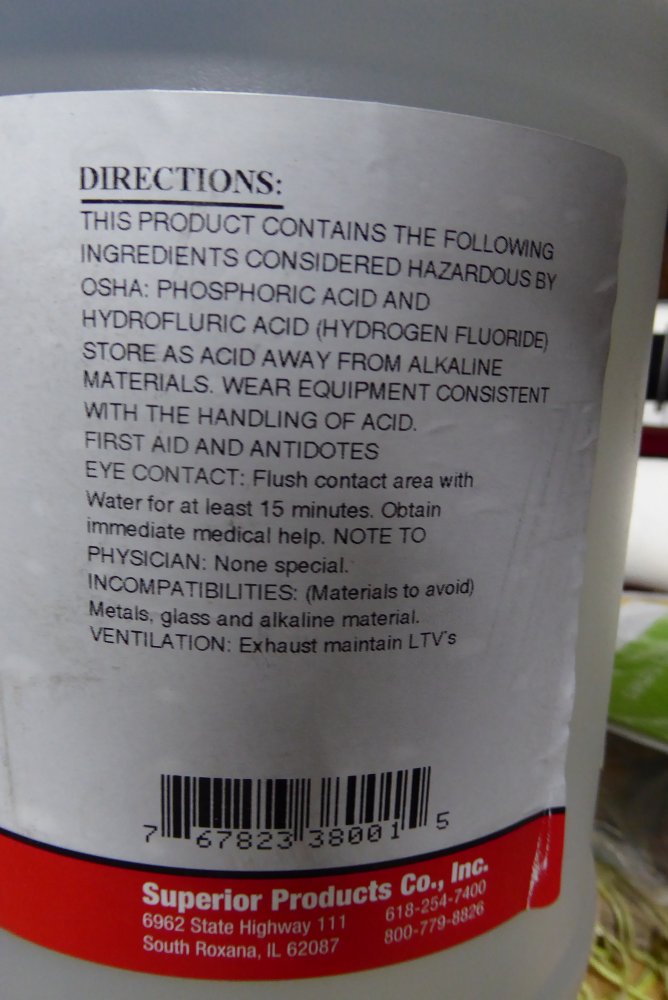 DIRECTIONS:
THIS PRODUCT CONTAINS THE FOLLOWING
INGREDIENTS CONSIDERED HAZARDOUS BY
OSHA: PHOSPHORIC ACID AND
HYDROFLURIC ACID (HYDROGEN FLUORIDE)
STORE AS ACID AWAY FROM ALKALINE
MATERIALS. WEAR EQUIPMENT CONSISTENT
WITH THE HANDLING OF ACID.
FIRST AID AND ANTIDOTES
EYE CONTACT: Flush contact area with
Water for at least 15 minutes. Obtain
immediate medical help. NOTE TO
PHYSICIAN: None special.
INCOMPATIBILITIES: (Materials to avoid)
Metals, glass and alkaline material.
VENTILATION: Exhaust maintain LTV's
7 67823 38001 5
Superior Products Co., Inc.
6962 State Highway 111 618-254-7400
South Roxana, IL 62087 800-779-8826